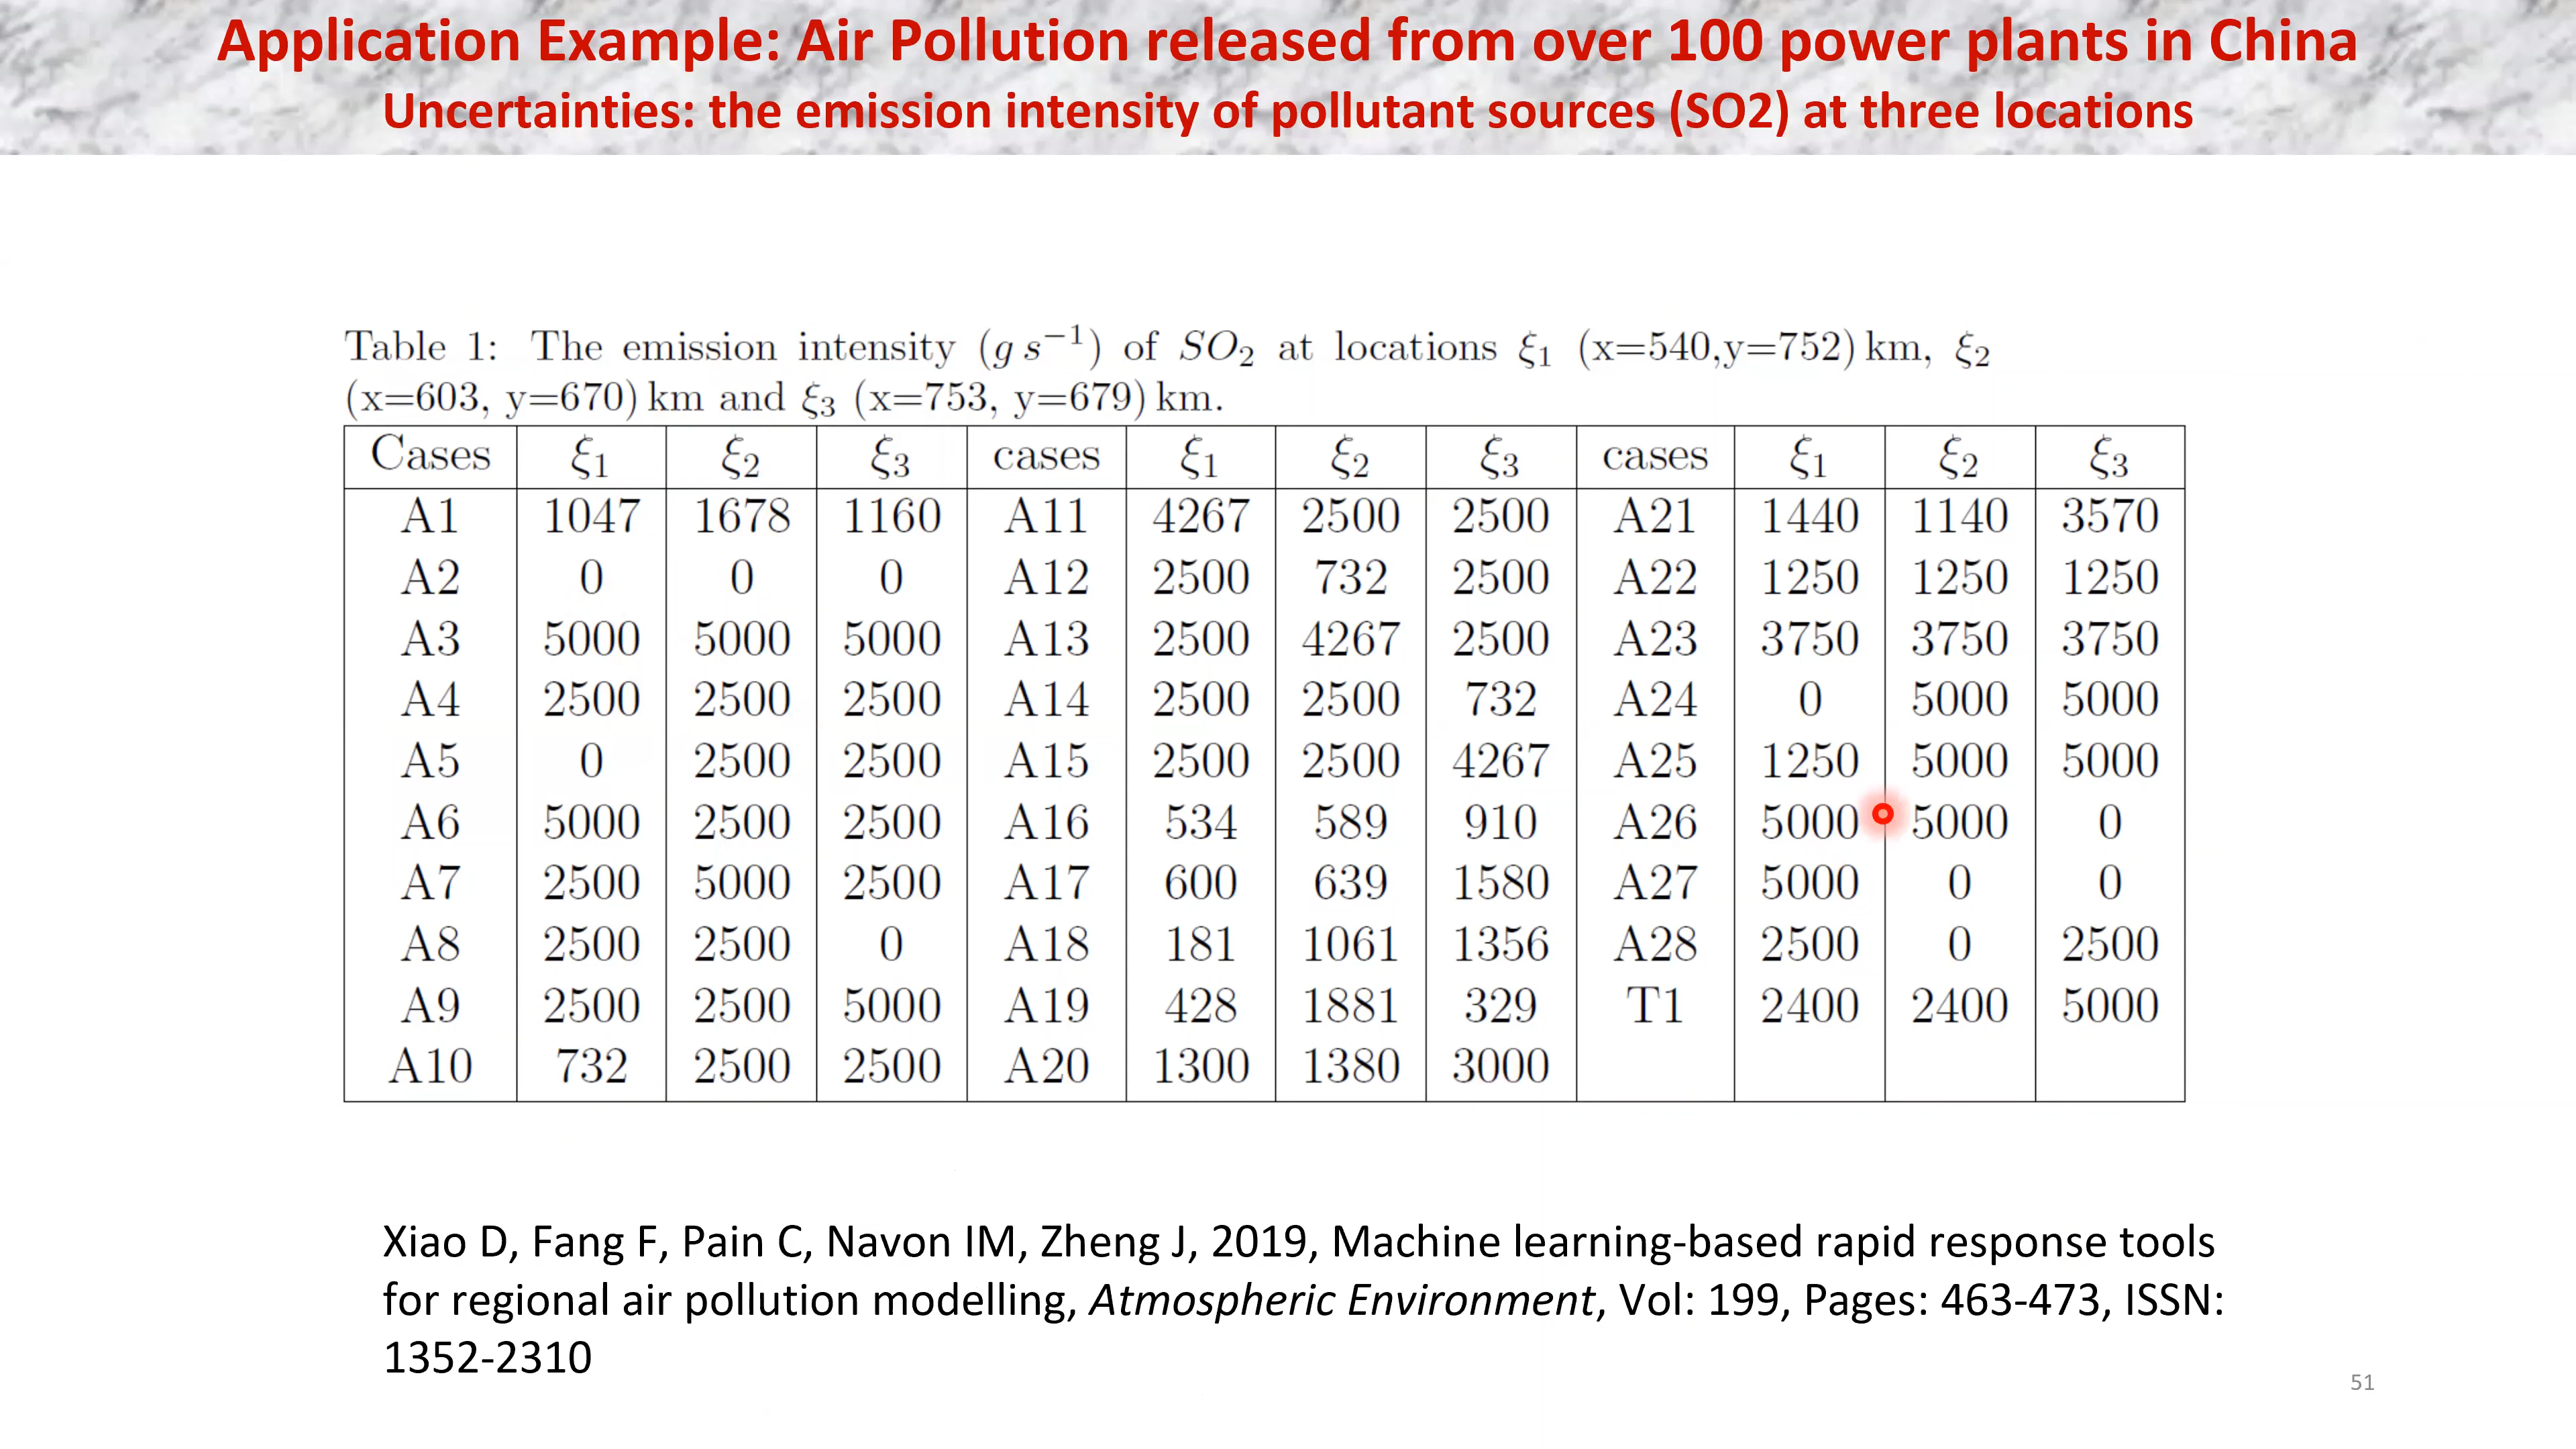 Application Example: Air Pollution released from over 100 power plants in China
Uncertainties: the emission intensity of pollutant sources (SO2) at three locations
Table 1: The emission intensity (g s⁻¹) of SO₂ at locations ξ₁ (x=540,y=752) km, ξ₂
(x=603, y=670) km and ξ₃ (x=753, y=679) km.
Cases ξ₁ ξ₂ ξ₃ cases ξ₁ ξ₂ ξ₃ cases ξ₁ ξ₂ ξ₃
A1 1047 1678 1160 A11 4267 2500 2500 A21 1440 1140 3570
A2 0 0 0 A12 2500 732 2500 A22 1250 1250 1250
A3 5000 5000 5000 A13 2500 4267 2500 A23 3750 3750 3750
A4 2500 2500 2500 A14 2500 2500 732 A24 0 5000 5000
A5 0 2500 2500 A15 2500 2500 4267 A25 1250 5000 5000
A6 5000 2500 2500 A16 534 589 910 A26 5000 5000 0
A7 2500 5000 2500 A17 600 639 1580 A27 5000 0 0
A8 2500 2500 0 A18 181 1061 1356 A28 2500 0 2500
A9 2500 2500 5000 A19 428 1881 329 T1 2400 2400 5000
A10 732 2500 2500 A20 1300 1380 3000
Xiao D, Fang F, Pain C, Navon IM, Zheng J, 2019, Machine learning-based rapid response tools
for regional air pollution modelling, Atmospheric Environment, Vol: 199, Pages: 463-473, ISSN:
1352-2310
51